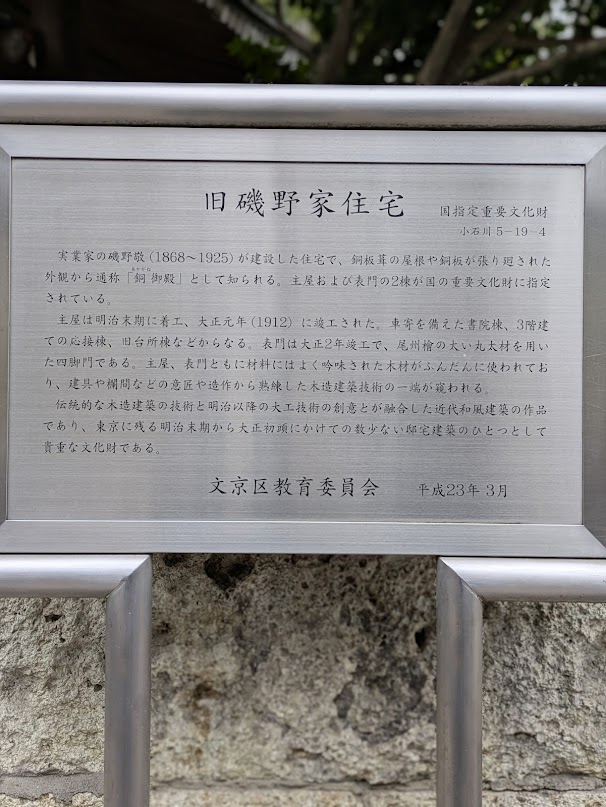 旧磯野家住宅
国指定重要文化財
小石川5-19-4
実業家の磯野敬(1868〜1925)が建設した住宅で、銅板葺の屋根や銅板が張り廻された
外観から通称「銅御殿」として知られる。主屋および表門の2棟が国の重要文化財に指定
されている。
主屋は明治末期に着工、大正元年(1912)に竣工された。車寄を備えた書院棟、3階建
ての応接棟、旧台所棟などからなる。表門は大正2年竣工で、尾州檜の太い丸太材を用い
た四脚門である。主屋、表門ともに材料にはよく吟味された木材がふんだんに使われてお
り、建具や欄間などの意匠や造作から熟練した木造建築技術の一端が窺われる。
伝統的な木造建築の技術と明治以降の大工技術の創意とが融合した近代和風建築の作品
であり、東京に残る明治末期から大正初頭にかけての数少ない邸宅建築のひとつとして
貴重な文化財である。
文京区教育委員会 平成23年3月